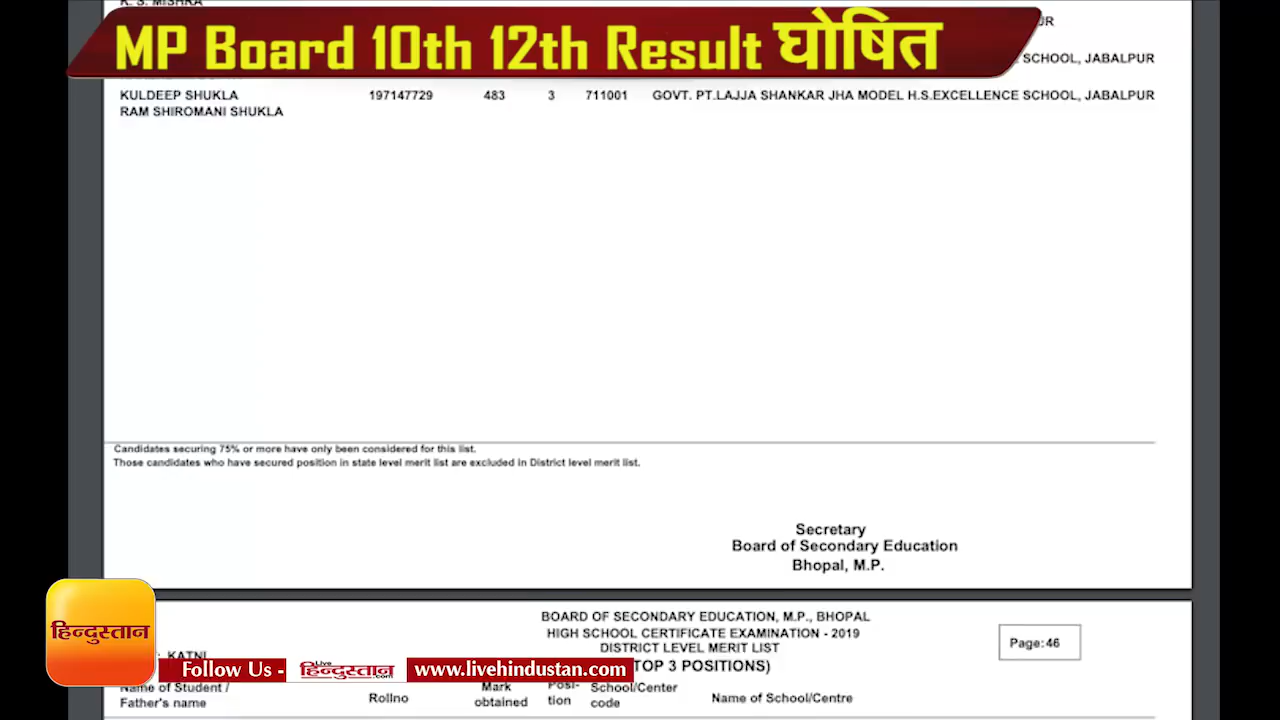 K. S. MISHRA
MP Board 10th 12th Result घोषित
SCHOOL, JABALPUR
KULDEEP SHUKLA 197147729 483 3 711001 GOVT. PT.LAJJA SHANKAR JHA MODEL H.S.EXCELLENCE SCHOOL, JABALPUR
RAM SHIROMANI SHUKLA
Candidates securing 75% or more have only been considered for this list.
Those candidates who have secured position in state level merit list are excluded in District level merit list.
Secretary
Board of Secondary Education
Bhopal, M.P.
BOARD OF SECONDARY EDUCATION, M.P., BHOPAL
HIGH SCHOOL CERTIFICATE EXAMINATION - 2019
DISTRICT LEVEL MERIT LIST
TOP 3 POSITIONS)
Page:46
हिन्दुस्तान
KATNI
Follow Us - Live हिन्दुस्तान .com www.livehindustan.com
Name of Student / Father's name Rollno Mark obtained Posi-tion School/Center code Name of School/Centre